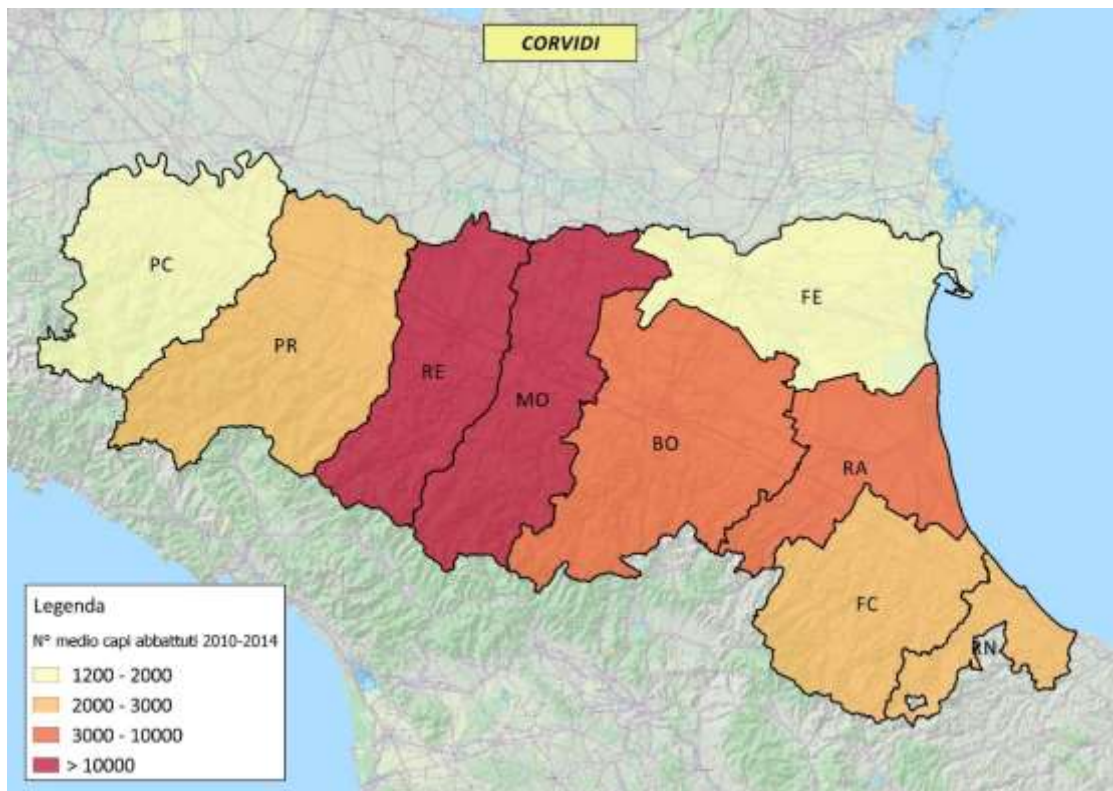 CORVIDI
PC
FE
PR
RE
MO
BO
RA
FC
RN
Legenda
N° medio capi abbattuti 2010-2014
1200 - 2000
2000 - 3000
3000 - 10000
> 10000